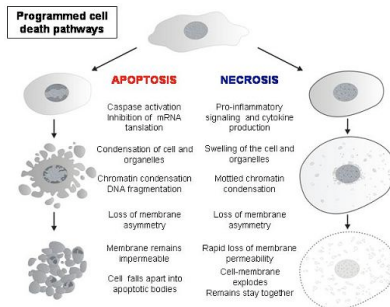 Programmed cell
death pathways
APOPTOSIS
Caspase activation
Inhibition of mRNA
tanslation
Condensation of cell and
organelles
Chromatin condensation
DNA fragmentation
Loss of membrane
asymmetry
Membrane remains
impermeable
Cell falls apart into
apoptotic bodies
NECROSIS
Pro-inflammatory
signaling and cytokine
production
Swelling of the cell and
organelles
Mottled chromatin
condensation
Loss of membrane
asymmetry
Rapid loss of membrane
permeability
Cell-membrane
explodes
Remains stay together